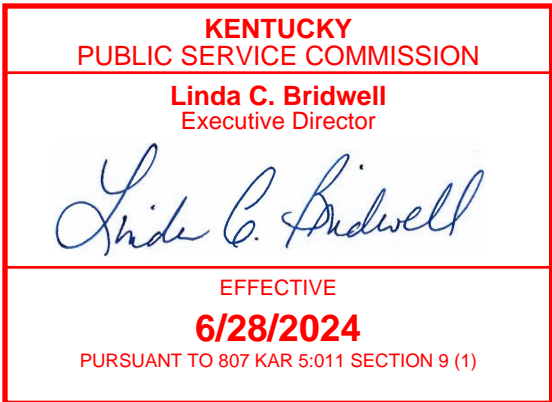 KENTUCKY
PUBLIC SERVICE COMMISSION
Linda C. Bridwell
Executive Director
Linda C. Bridwell
EFFECTIVE
6/28/2024
PURSUANT TO 807 KAR 5:011 SECTION 9 (1)